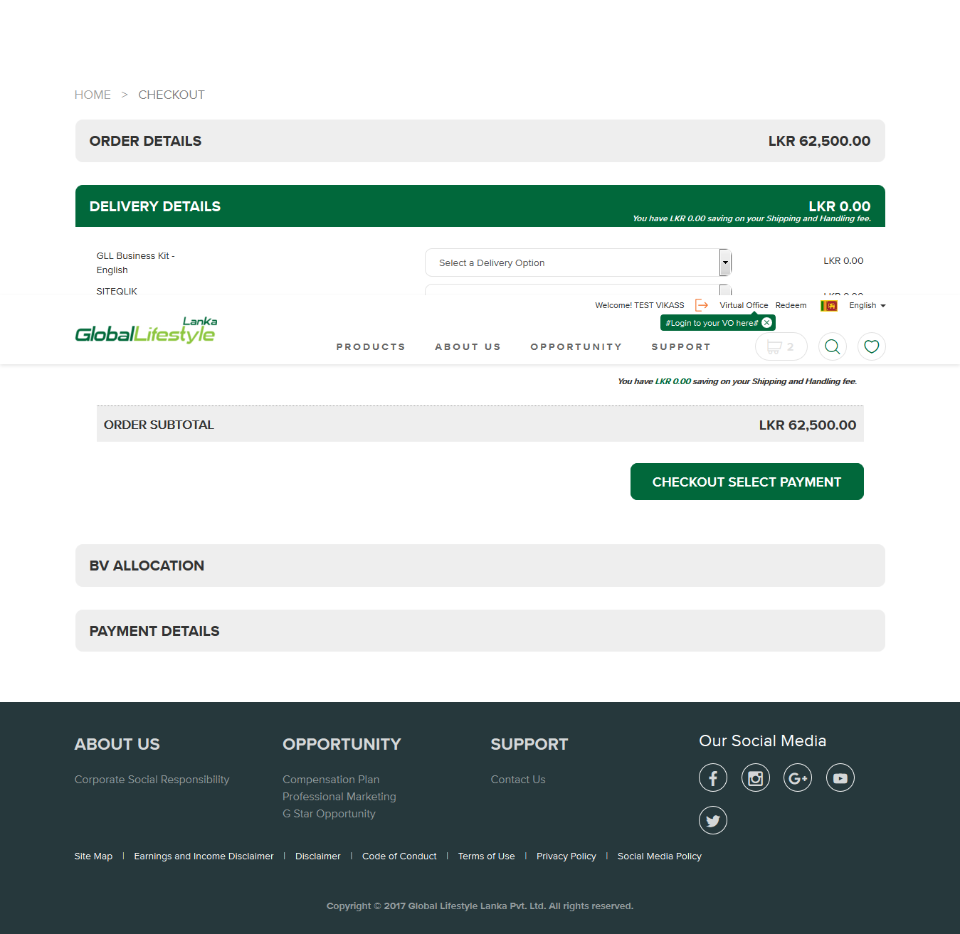 HOME > CHECKOUT
ORDER DETAILS LKR 62,500.00
DELIVERY DETAILS LKR 0.00
You have LKR 0.00 saving on your Shipping and Handling fee.
GLL Business Kit -
English
Select a Delivery Option
LKR 0.00
SITEQLIK
Welcome! TEST VIKASS Virtual Office Redeem English
Lanka
GlobalLifestyle
#Login to your VO here#
PRODUCTS ABOUT US OPPORTUNITY SUPPORT 2
You have LKR 0.00 saving on your Shipping and Handling fee.
ORDER SUBTOTAL LKR 62,500.00
CHECKOUT SELECT PAYMENT
BV ALLOCATION
PAYMENT DETAILS
ABOUT US
Corporate Social Responsibility
OPPORTUNITY
Compensation Plan
Professional Marketing
G Star Opportunity
SUPPORT
Contact Us
Our Social Media
Site Map | Earnings and Income Disclaimer | Disclaimer | Code of Conduct | Terms of Use | Privacy Policy | Social Media Policy
Copyright © 2017 Global Lifestyle Lanka Pvt. Ltd. All rights reserved.